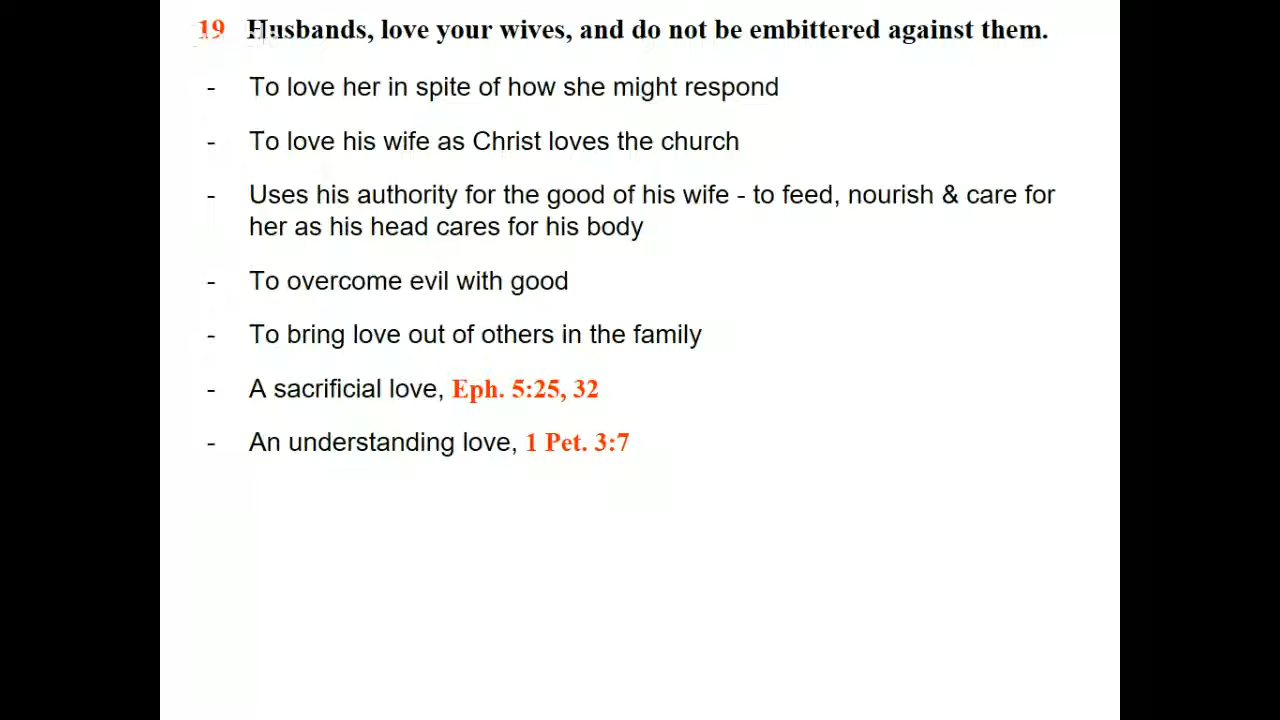 19 Husbands, love your wives, and do not be embittered against them.
- To love her in spite of how she might respond
- To love his wife as Christ loves the church
- Uses his authority for the good of his wife - to feed, nourish & care for
her as his head cares for his body
- To overcome evil with good
- To bring love out of others in the family
- A sacrificial love, Eph. 5:25, 32
- An understanding love, 1 Pet. 3:7